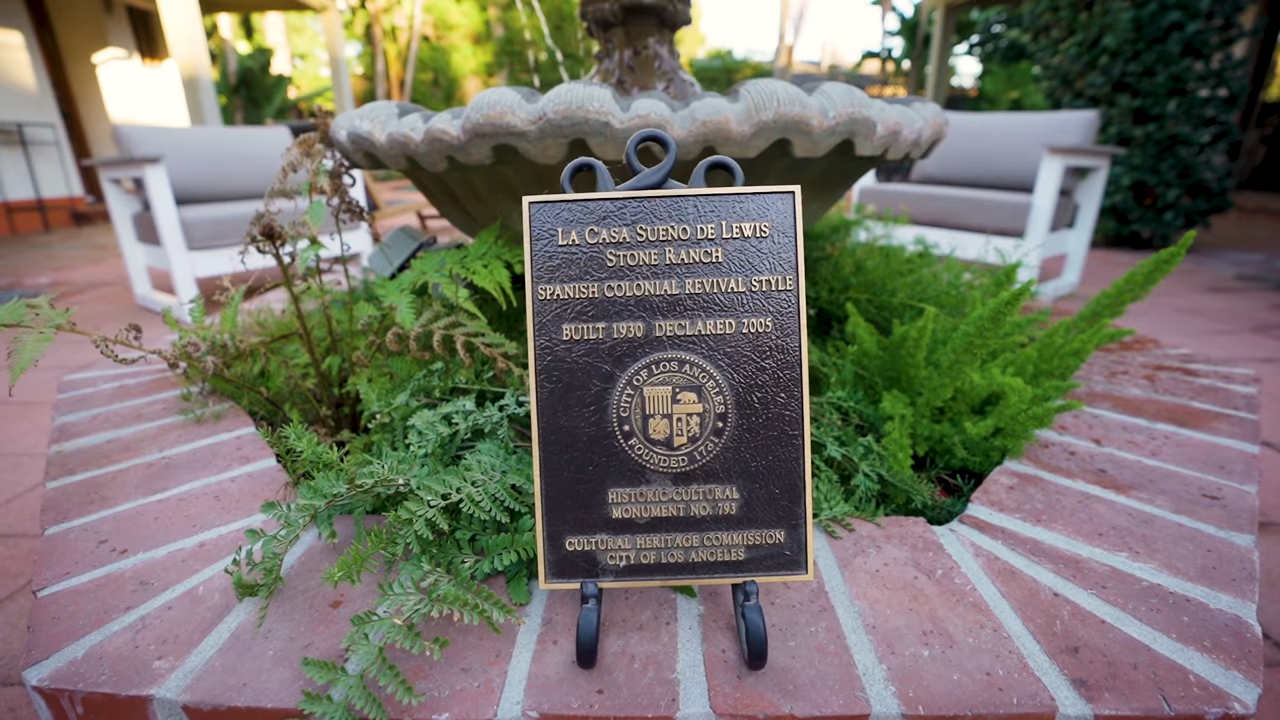 LA CASA SUENO DE LEWIS
STONE RANCH
SPANISH COLONIAL REVIVAL STYLE
BUILT 1930 DECLARED 2005
CITY OF LOS ANGELES
FOUNDED 1781
HISTORIC-CULTURAL
MONUMENT NO. 793
CULTURAL HERITAGE COMMISSION
CITY OF LOS ANGELES